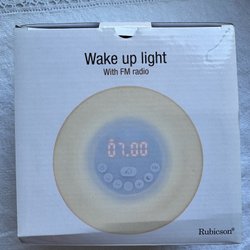 Wake up light
With FM radio
07.00
Rubicson®